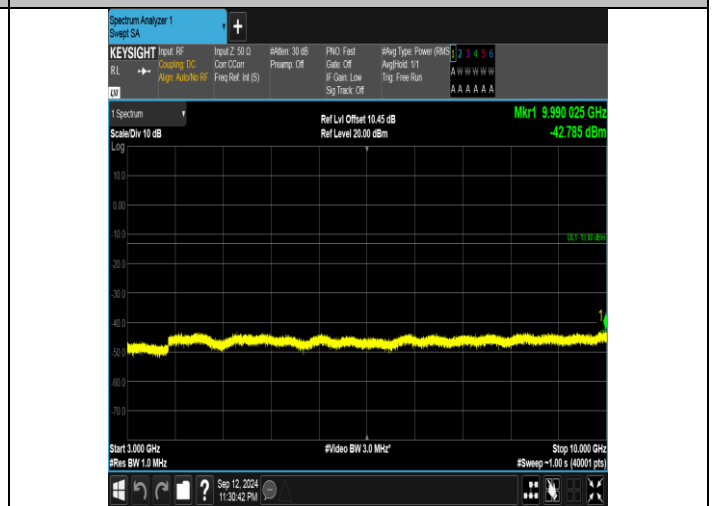 Spectrum Analyzer 1
Swept SA
+
KEYSIGHT
RL
Input: RF
Coupling: DC
Align: Auto/No RF
Input Z: 50 Ω
Corr CCorr
Freq Ref: Int (S)
#Atten: 30 dB
Preamp: Off
PNO: Fast
Gate: Off
IF Gain: Low
Sig Track: Off
#Avg Type: Power (RMS
Avg|Hold: 1/1
Trig: Free Run
1 2 3 4 5 6
A W W W W W
A A A A A A
1 Spectrum
Scale/Div 10 dB
Ref Lvl Offset 10.45 dB
Ref Level 20.00 dBm
Mkr1 9.990 025 GHz
-42.785 dBm
Log
10.0
0.00
-10.0
DL1 -13.00 dBm
-20.0
-30.0
1
-40.0
-50.0
-60.0
-70.0
Start 3.000 GHz
#Res BW 1.0 MHz
#Video BW 3.0 MHz*
Stop 10.000 GHz
#Sweep ~1.00 s (40001 pts)
?
Sep 12, 2024
11:30:42 PM